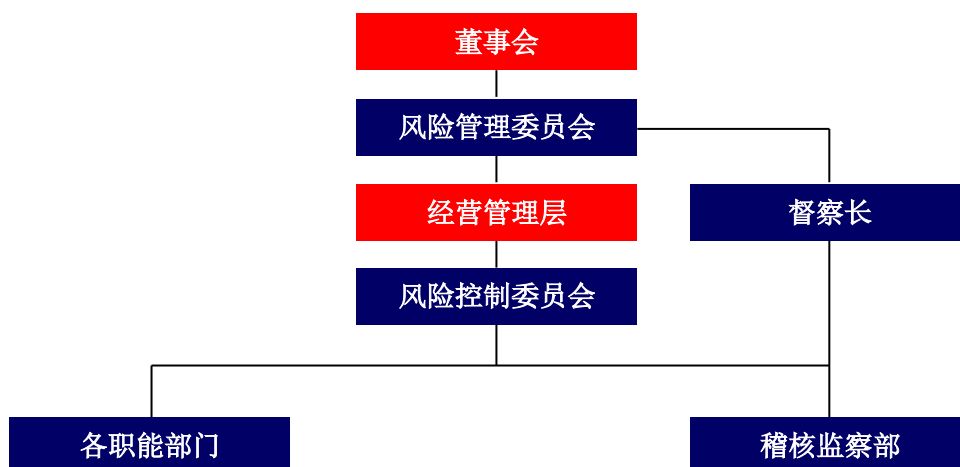 董事会
风险管理委员会
经营管理层
督察长
风险控制委员会
各职能部门
稽核监察部